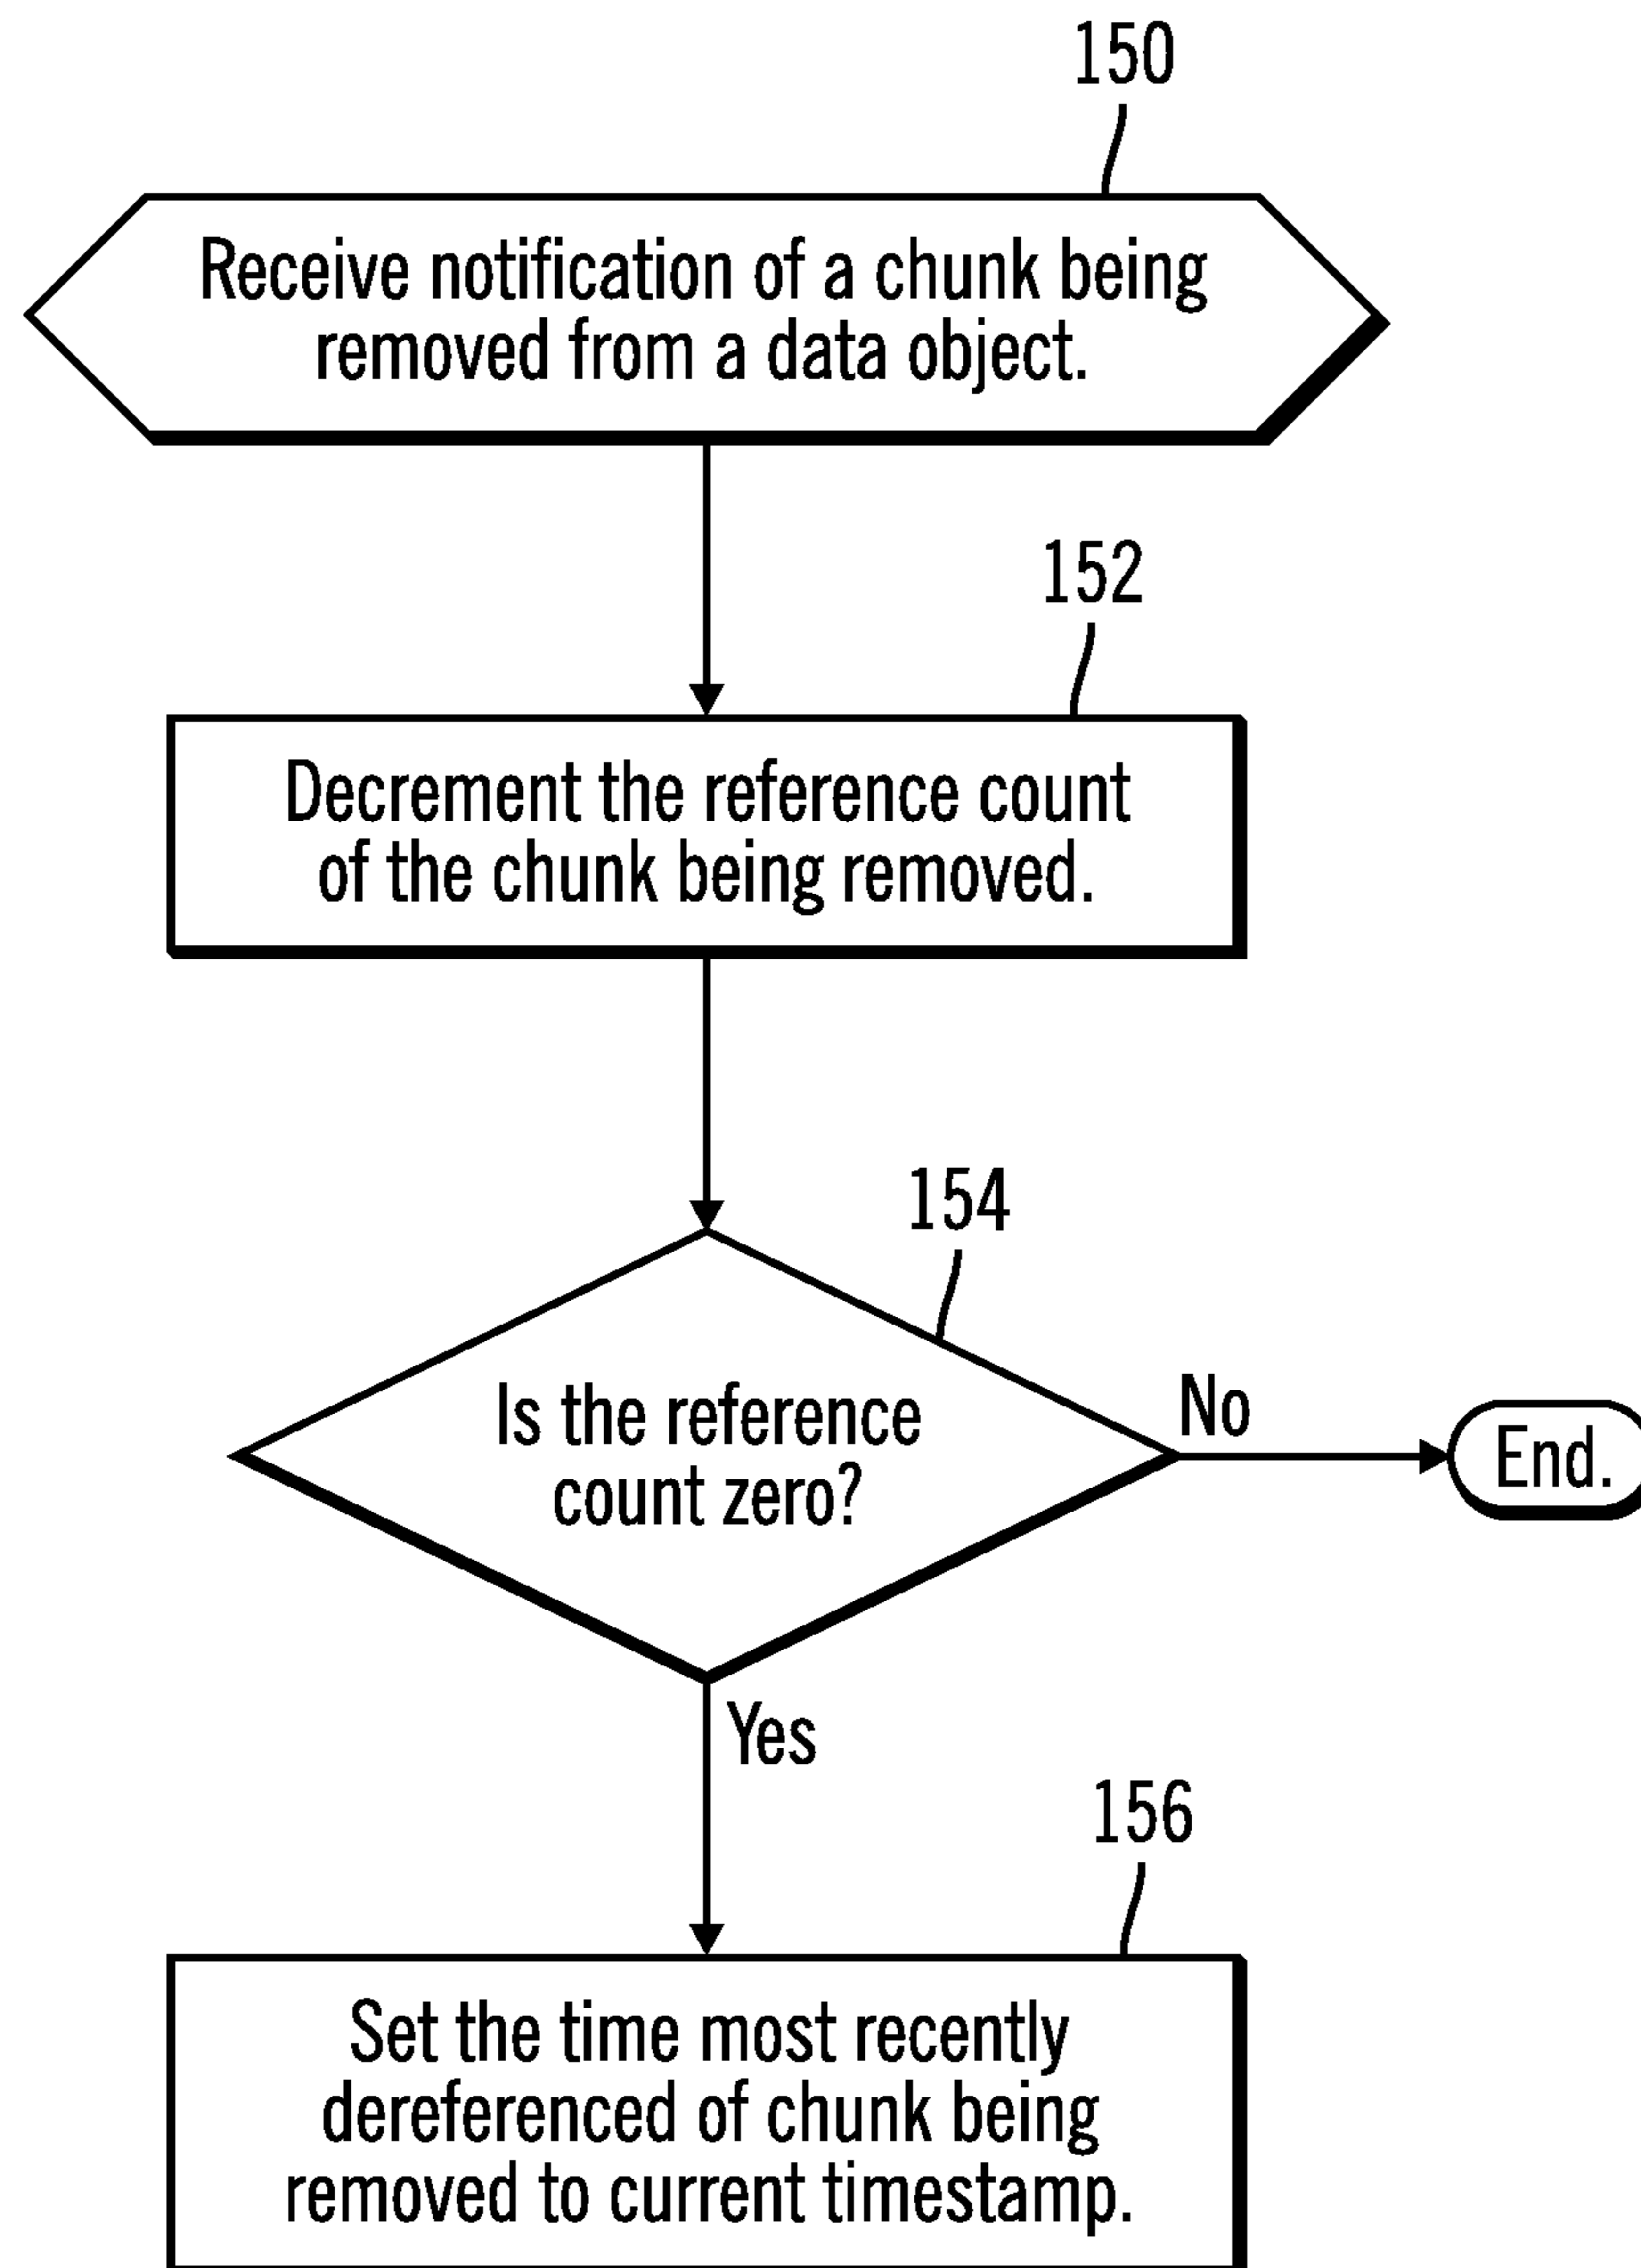 150
Receive notification of a chunk being
removed from a data object.
152
Decrement the reference count
of the chunk being removed.
154
Is the reference
count zero?
No
End.
Yes
156
Set the time most recently
dereferenced of chunk being
removed to current timestamp.